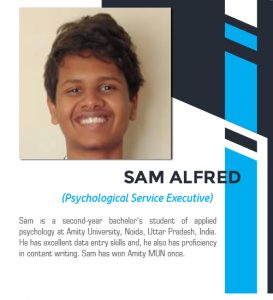 SAM ALFRED
(Psychological Service Executive)
Sam is a second-year bachelor's student of applied
psychology at Amity University, Noida, Uttar Pradesh, India.
He has excellent data entry skills and, he also has proficiency
in content writing. Sam has won Amity MUN once.